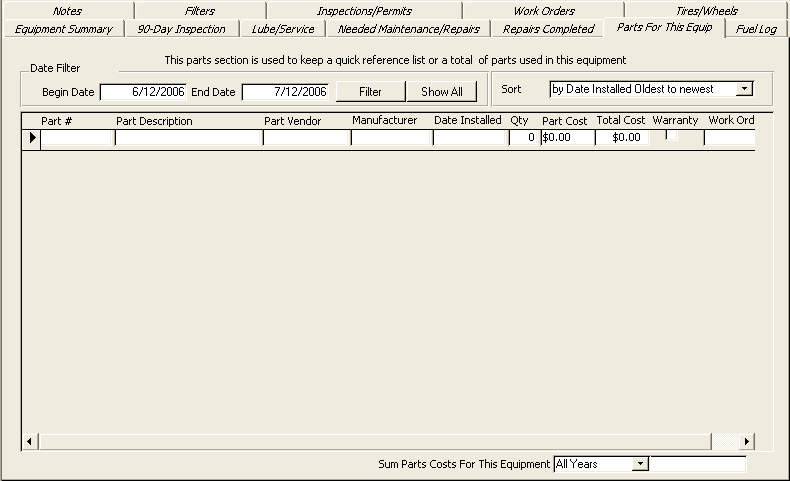 Notes Filters Inspections/Permits Work Orders Tires/Wheels
Equipment Summary 90-Day Inspection Lube/Service Needed Maintenance/Repairs Repairs Completed Parts For This Equip Fuel Log
This parts section is used to keep a quick reference list or a total of parts used in this equipment
Date Filter
Begin Date 6/12/2006 End Date 7/12/2006 Filter Show All Sort by Date Installed Oldest to newest
Part # Part Description Part Vendor Manufacturer Date Installed Qty Part Cost Total Cost Warranty Work Ord
0 $0.00 $0.00
Sum Parts Costs For This Equipment All Years